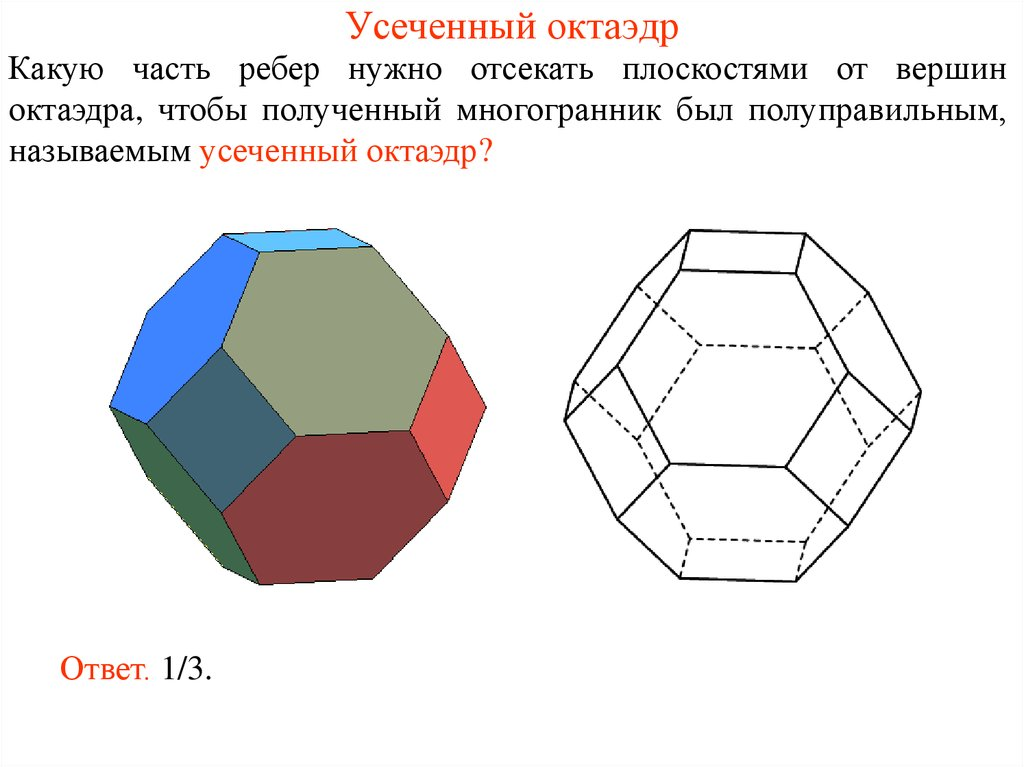 Усеченный октаэдр
Какую часть ребер нужно отсекать плоскостями от вершин
октаэдра, чтобы полученный многогранник был полуправильным,
называемым усеченный октаэдр?
Ответ. 1/3.